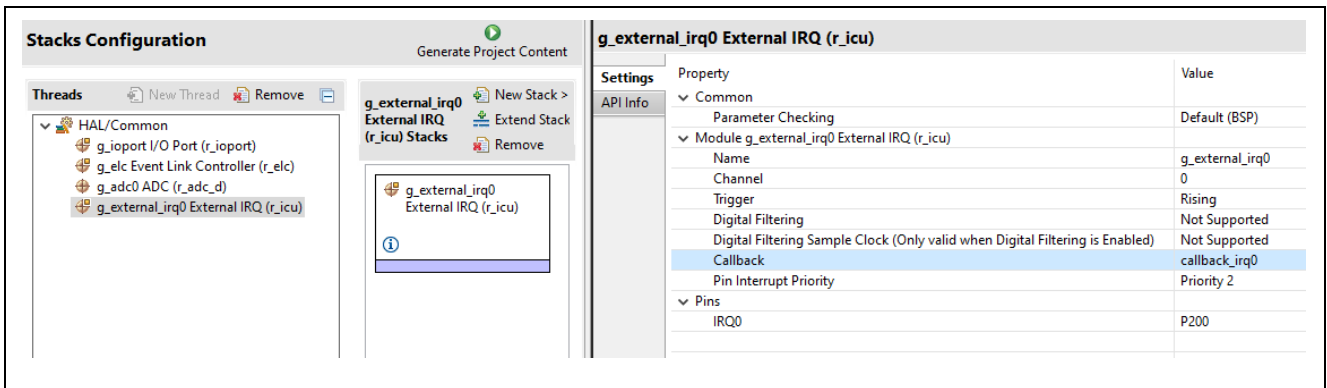 Stacks Configuration
Generate Project Content
Threads
New Thread
Remove
HAL/Common
g_ioport I/O Port (r_ioport)
g_elc Event Link Controller (r_elc)
g_adc0 ADC (r_adc_d)
g_external_irq0 External IRQ (r_icu)
g_external_irq0
External IRQ
(r_icu) Stacks
New Stack >
Extend Stack
Remove
g_external_irq0
External IRQ (r_icu)
g_external_irq0 External IRQ (r_icu)
Settings
API Info
Property Value
Common
Parameter Checking Default (BSP)
Module g_external_irq0 External IRQ (r_icu)
Name g_external_irq0
Channel 0
Trigger Rising
Digital Filtering Not Supported
Digital Filtering Sample Clock (Only valid when Digital Filtering is Enabled) Not Supported
Callback callback_irq0
Pin Interrupt Priority Priority 2
Pins
IRQ0 P200